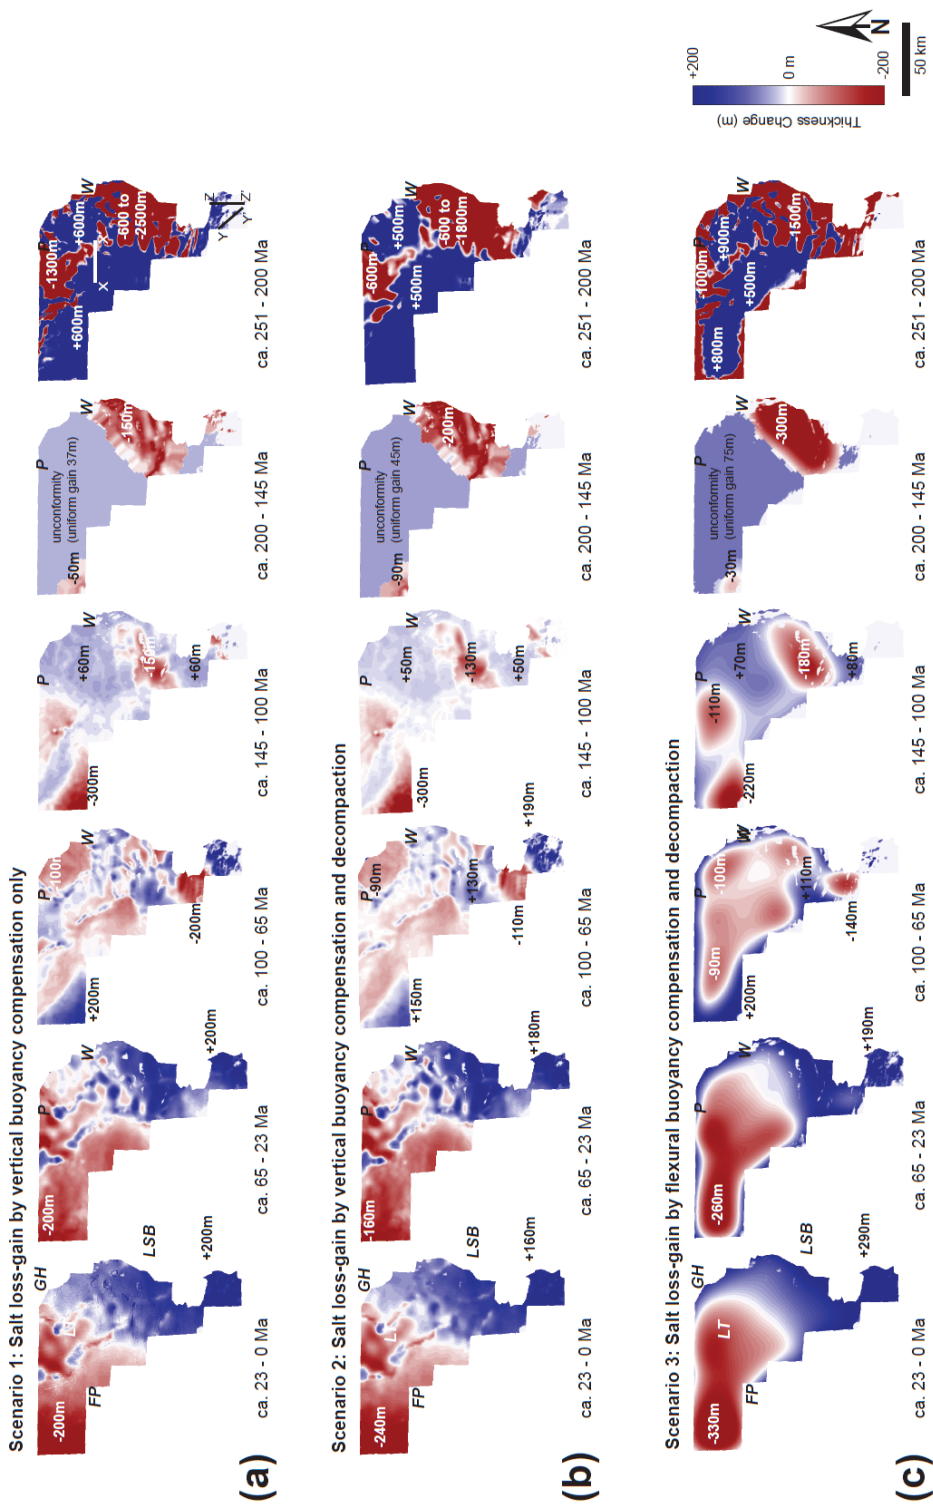 Scenario 1: Salt loss-gain by vertical buoyancy compensation only
GH
LT
FP
LSB
-200m
+200m
ca. 23 - 0 Ma
P
W
-200m
+200m
ca. 65 - 23 Ma
P
W
-100m
+200m
-200m
ca. 100 - 65 Ma
P
W
+60m
-150m
-300m
+60m
ca. 145 - 100 Ma
P
W
unconformity
(uniform gain 37m)
-50m
-150m
ca. 200 - 145 Ma
P
W
-1300m
+600m
+600m
-600 to
-2500m
X
Y
Y'
Z
Z'
ca. 251 - 200 Ma
(a)
Scenario 2: Salt loss-gain by vertical buoyancy compensation and decompaction
GH
LT
FP
LSB
-240m
+160m
ca. 23 - 0 Ma
P
W
-160m
+180m
ca. 65 - 23 Ma
P
W
-90m
+150m
+130m
-110m
+190m
ca. 100 - 65 Ma
P
W
+50m
-130m
-300m
+50m
ca. 145 - 100 Ma
P
W
unconformity
(uniform gain 45m)
-90m
-200m
ca. 200 - 145 Ma
P
W
-600m
+500m
+500m
-600 to
-1800m
ca. 251 - 200 Ma
(b)
Scenario 3: Salt loss-gain by flexural buoyancy compensation and decompaction
GH
LT
FP
LSB
-330m
+290m
ca. 23 - 0 Ma
P
W
-260m
+190m
ca. 65 - 23 Ma
P
W
-100m
-90m
+200m
+110m
-140m
ca. 100 - 65 Ma
P
W
-110m
+70m
-180m
-220m
+80m
ca. 145 - 100 Ma
P
W
unconformity
(uniform gain 75m)
-30m
-300m
ca. 200 - 145 Ma
P
W
-1000m
+900m
+800m
+500m
-1500m
ca. 251 - 200 Ma
(c)
+200
0 m
-200
Thickness Change (m)
N
50 km